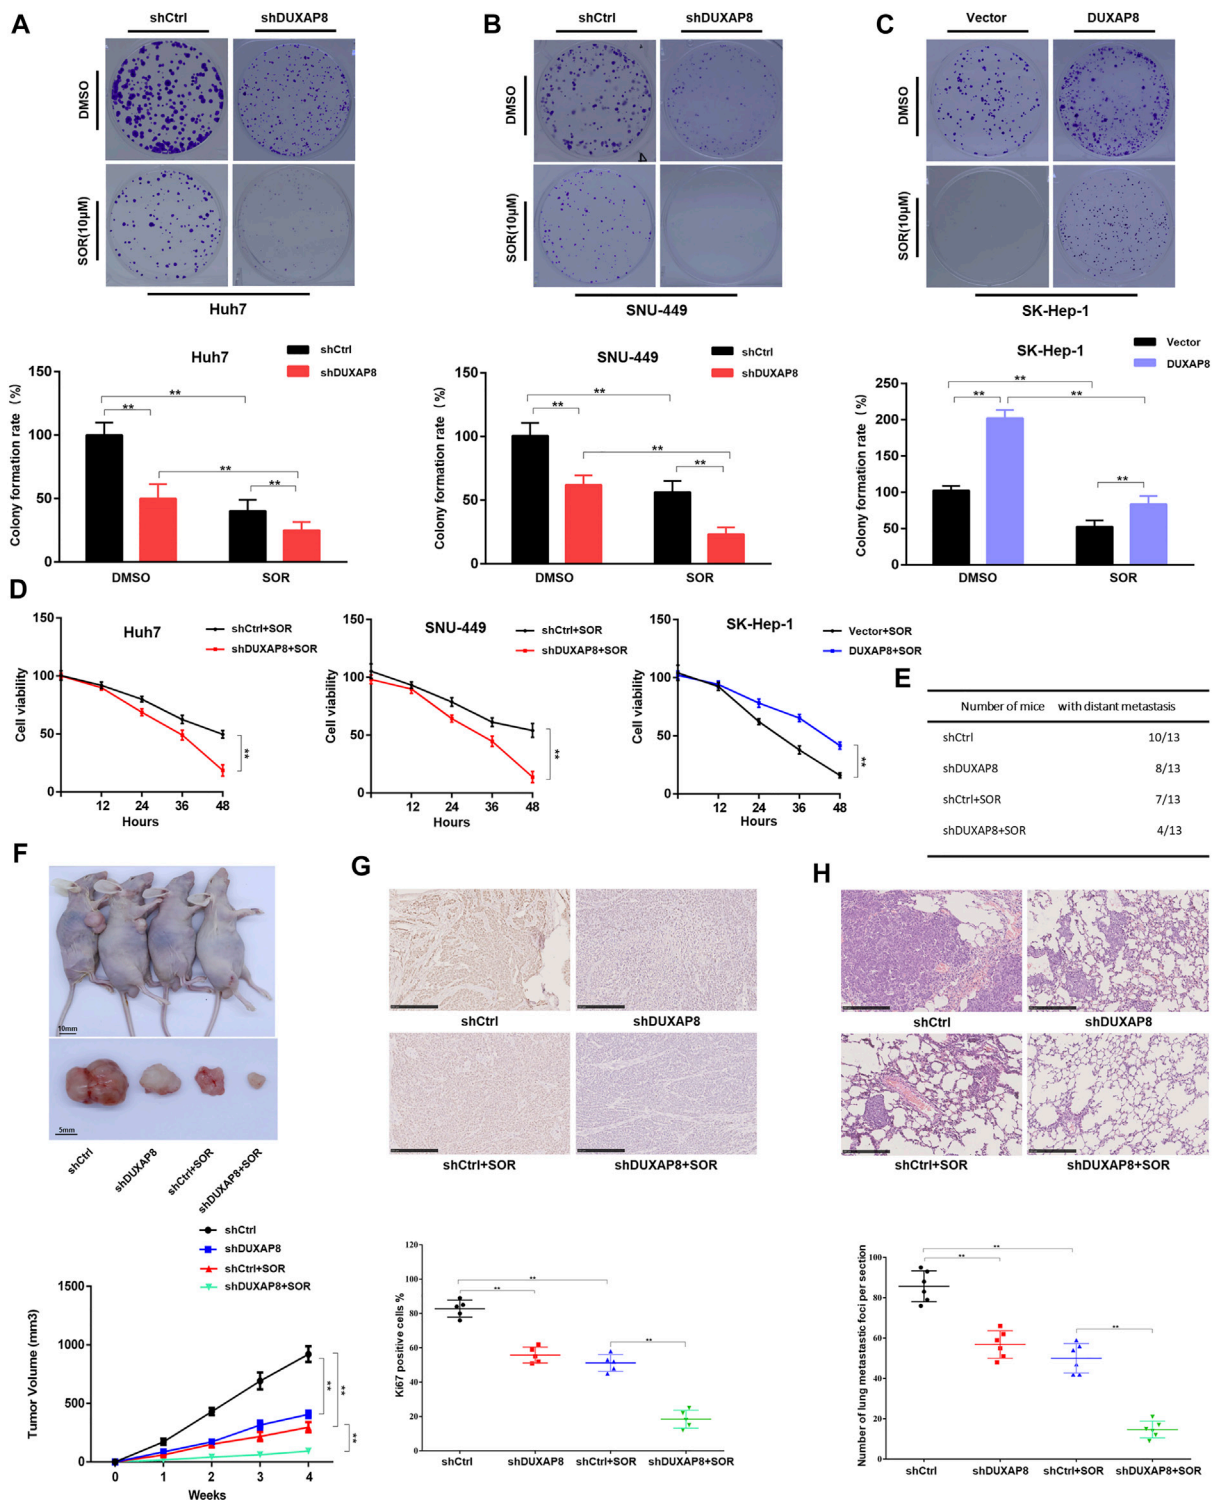 A
shCtrl
shDUXAP8
DMSO
SOR(10μM)
Huh7
B
shCtrl
shDUXAP8
DMSO
SOR(10μM)
SNU-449
C
Vector
DUXAP8
DMSO
SOR(10μM)
SK-Hep-1
Huh7
shCtrl
shDUXAP8
Colony formation rate (%)
150
100
50
0
**
**
**
**
DMSO
SOR
SNU-449
shCtrl
shDUXAP8
Colony formation rate (%)
150
100
50
0
**
**
**
**
DMSO
SOR
SK-Hep-1
Vector
DUXAP8
Colony formation rate (%)
250
200
150
100
50
0
**
**
**
**
DMSO
SOR
D
Huh7
shCtrl+SOR
shDUXAP8+SOR
Cell viability
150
100
50
0
**
12
24
36
48
Hours
SNU-449
shCtrl+SOR
shDUXAP8+SOR
Cell viability
150
100
50
0
**
12
24
36
48
Hours
SK-Hep-1
Vector+SOR
DUXAP8+SOR
Cell viability
150
100
50
0
**
12
24
36
48
Hours
E
Number of mice with distant metastasis
shCtrl 10/13
shDUXAP8 8/13
shCtrl+SOR 7/13
shDUXAP8+SOR 4/13
F
10mm
5mm
shCtrl
shDUXAP8
shCtrl+SOR
shDUXAP8+SOR
shCtrl
shDUXAP8
shCtrl+SOR
shDUXAP8+SOR
Tumor Volume (mm3)
1500
1000
500
0
**
**
**
0
1
2
3
4
Weeks
G
shCtrl
shDUXAP8
shCtrl+SOR
shDUXAP8+SOR
Ki67 positive cells %
120
100
80
60
40
20
0
**
**
**
shCtrl
shDUXAP8
shCtrl+SOR
shDUXAP8+SOR
H
shCtrl
shDUXAP8
shCtrl+SOR
shDUXAP8+SOR
Number of lung metastastic foci per section
100
80
60
40
20
0
**
**
**
shCtrl
shDUXAP8
shCtrl+SOR
shDUXAP8+SOR